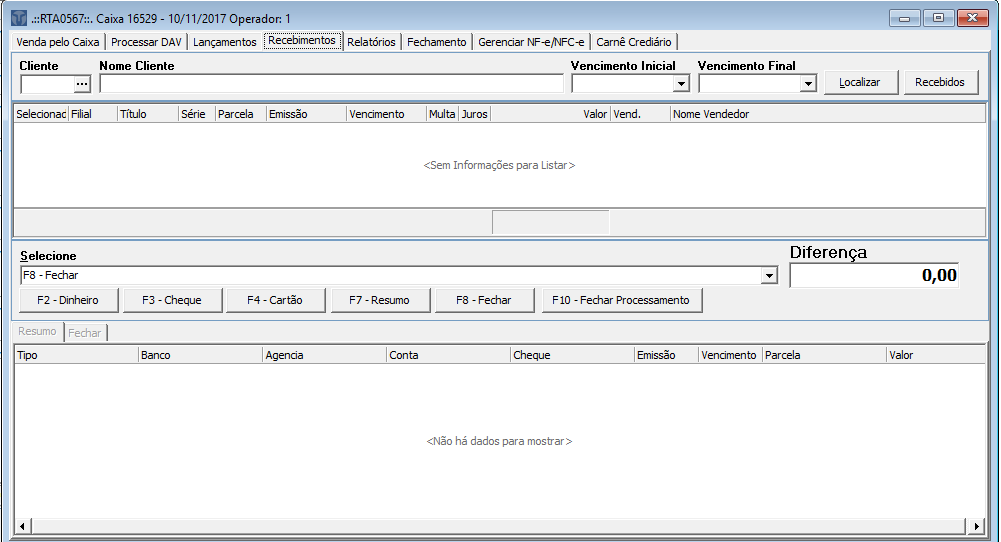 .::RTA0567::. Caixa 16529 - 10/11/2017 Operador: 1
Venda pelo Caixa Processar DAV Lançamentos Recebimentos Relatórios Fechamento Gerenciar NF-e/NFC-e Carnê Crediário
Cliente Nome Cliente Vencimento Inicial Vencimento Final
... Localizar Recebidos
Selecionac Filial Título Série Parcela Emissão Vencimento Multa Juros Valor Vend. Nome Vendedor
<Sem Informações para Listar>
Selecione Diferença
F8 - Fechar 0,00
F2 - Dinheiro F3 - Cheque F4 - Cartão F7 - Resumo F8 - Fechar F10 - Fechar Processamento
Resumo Fechar
Tipo Banco Agencia Conta Cheque Emissão Vencimento Parcela Valor
<Não há dados para mostrar>